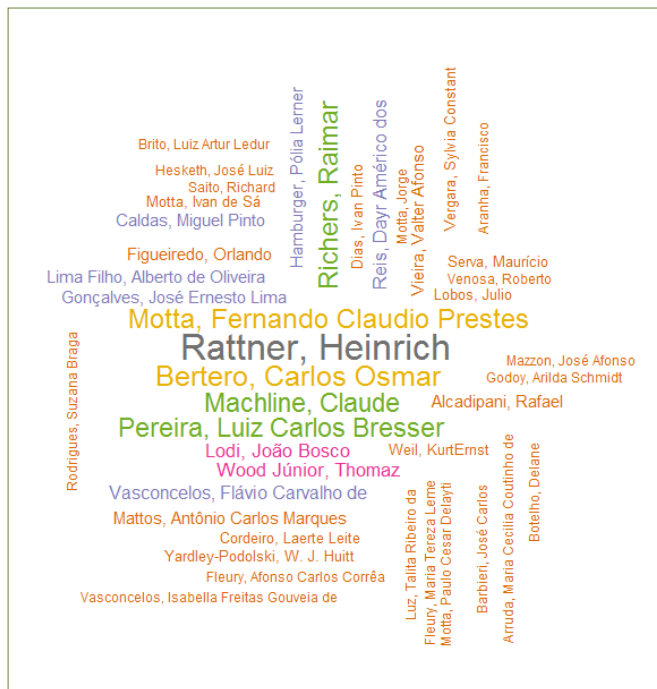 Brito, Luiz Artur Ledur
Hesketh, José Luiz
Saito, Richard
Motta, Ivan de Sá
Caldas, Miguel Pinto
Hamburger, Pólia Lerner
Richers, Raimar
Dias, Ivan Pinto
Reis, Dayr Américo dos
Motta, Jorge
Vieira, Valter Afonso
Vergara, Sylvia Constant
Aranha, Francisco
Figueiredo, Orlando
Lima Filho, Alberto de Oliveira
Gonçalves, José Ernesto Lima
Serva, Maurício
Venosa, Roberto
Lobos, Julio
Motta, Fernando Claudio Prestes
Rattner, Heinrich
Bertero, Carlos Osmar
Mazzon, José Afonso
Godoy, Arilda Schmidt
Machline, Claude
Alcadipani, Rafael
Pereira, Luiz Carlos Bresser
Rodrigues, Suzana Braga
Lodi, João Bosco
Weil, KurtErnst
Wood Júnior, Thomaz
Vasconcelos, Flávio Carvalho de
Mattos, Antônio Carlos Marques
Cordeiro, Laerte Leite
Yardley-Podolski, W. J. Huitt
Fleury, Afonso Carlos Corrêa
Vasconcelos, Isabella Freitas Gouveia de
Luz, Talita Ribeiro da
Fleury, Maria Tereza Leme
Motta, Paulo Cesar Delayti
Barbieri, José Carlos
Arruda, Maria Cecilia Coutinho de
Botelho, Delane